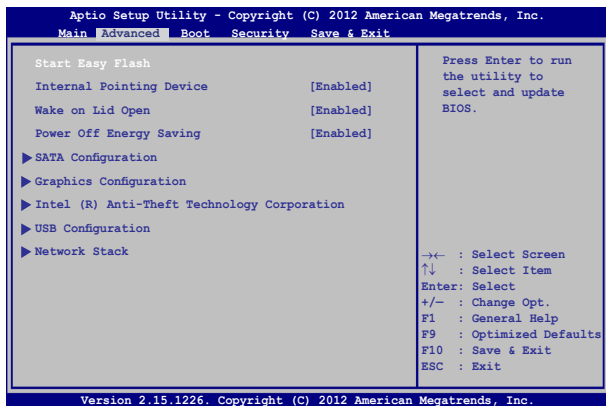 Aptio Setup Utility - Copyright (C) 2012 American Megatrends, Inc.
Main Advanced Boot Security Save & Exit
Start Easy Flash
Internal Pointing Device [Enabled]
Wake on Lid Open [Enabled]
Power Off Energy Saving [Enabled]
▶ SATA Configuration
▶ Graphics Configuration
▶ Intel (R) Anti-Theft Technology Corporation
▶ USB Configuration
▶ Network Stack
Press Enter to run
the utility to
select and update
BIOS.
→← : Select Screen
↑↓ : Select Item
Enter: Select
+/— : Change Opt.
F1 : General Help
F9 : Optimized Defaults
F10 : Save & Exit
ESC : Exit
Version 2.15.1226. Copyright (C) 2012 American Megatrends, Inc.